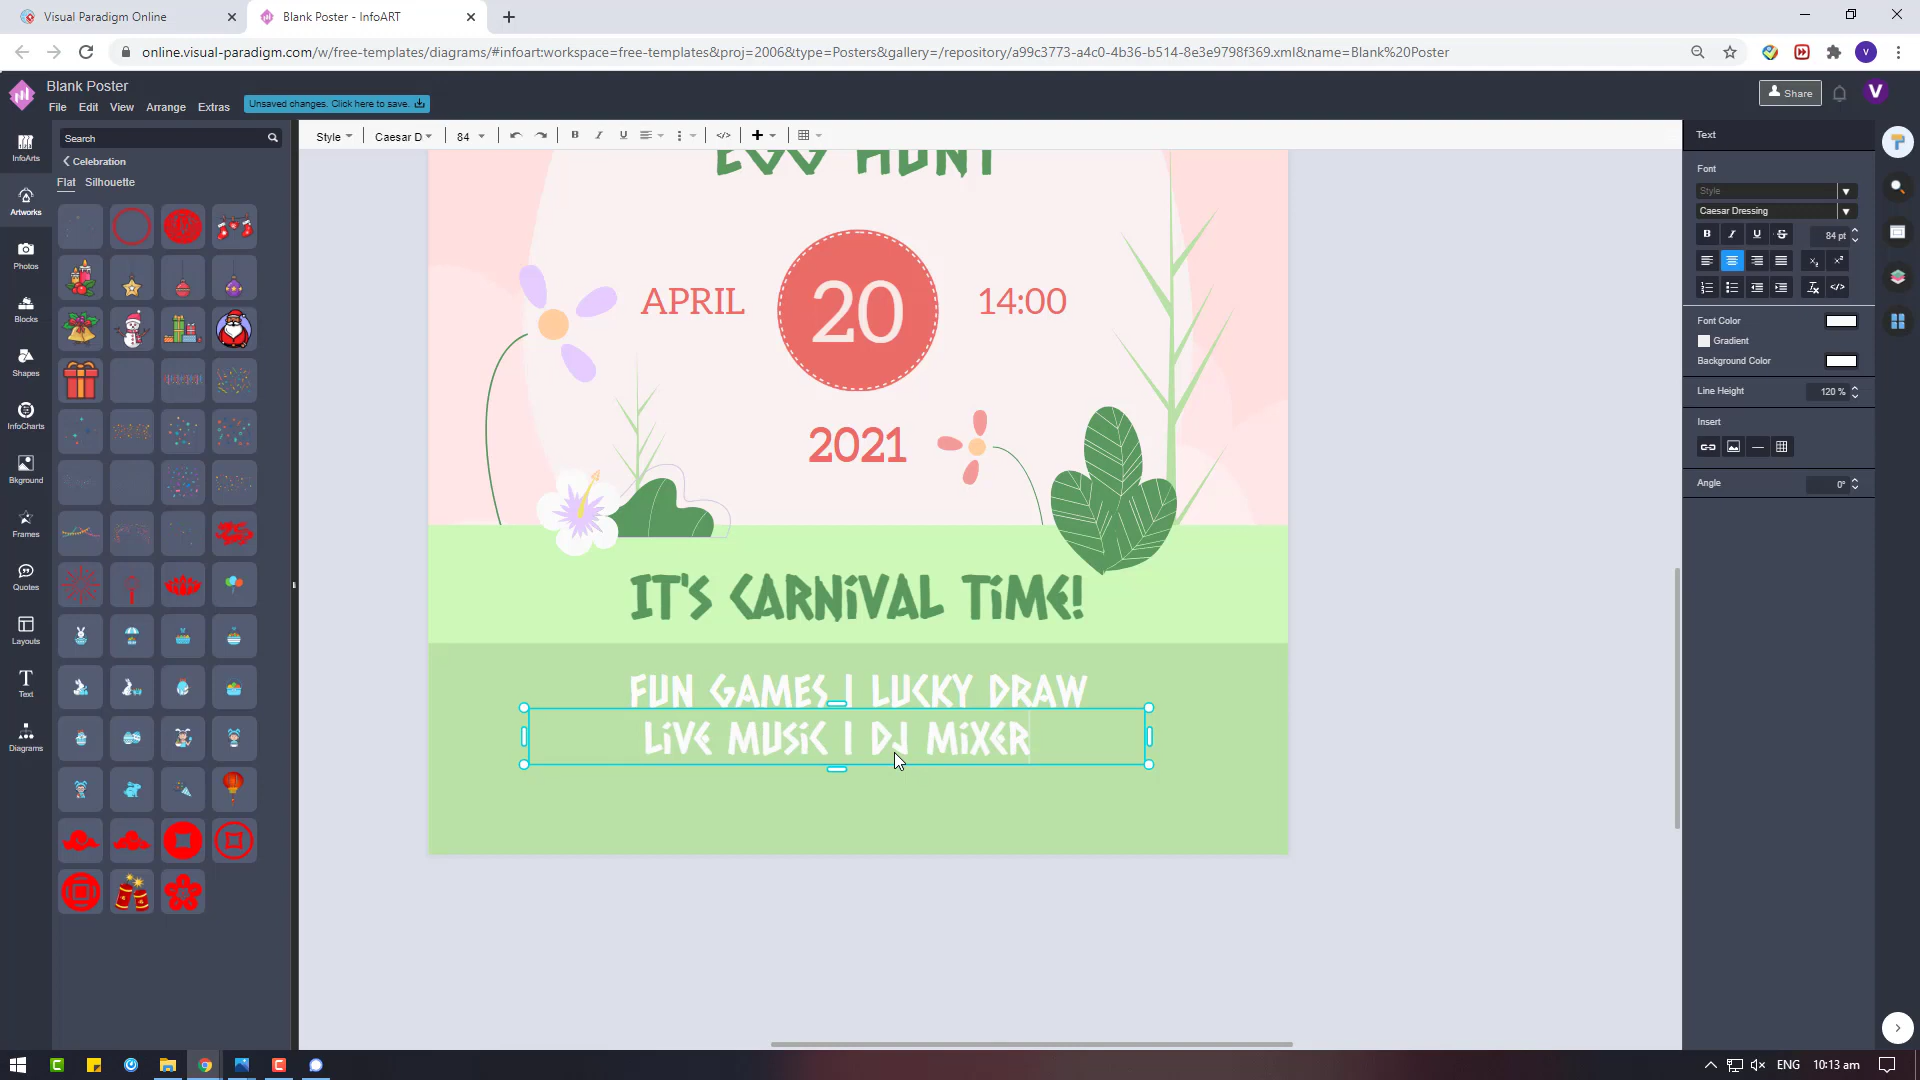 Visual Paradigm Online
Blank Poster - InfoART
online.visual-paradigm.com/w/free-templates/diagrams/#infoart:workspace=free-templates&proj=2006&type=Posters&gallery=/repository/a99c3773-a4c0-4b36-b514-8e3e9798f369.xml&name=Blank%20Poster
V
Blank Poster
File Edit View Arrange Extras
Unsaved changes. Click here to save.
Share
V
InfoArts
Artworks
Photos
Blocks
Shapes
InfoCharts
Bkground
Frames
Quotes
Layouts
Text
Diagrams
Search
Celebration
Flat Silhouette
Style
Caesar D
84
B I U
EGG HUNT
APRIL 20 14:00
2021
IT'S CARNIVAL TIME!
FUN GAMES | LUCKY DRAW
LIVE MUSIC | DJ MIXER
Text
Font
Style
Caesar Dressing
B I U S 84 pt
Font Color
Gradient
Background Color
Line Height 120 %
Insert
Angle 0°
ENG 10:13 am